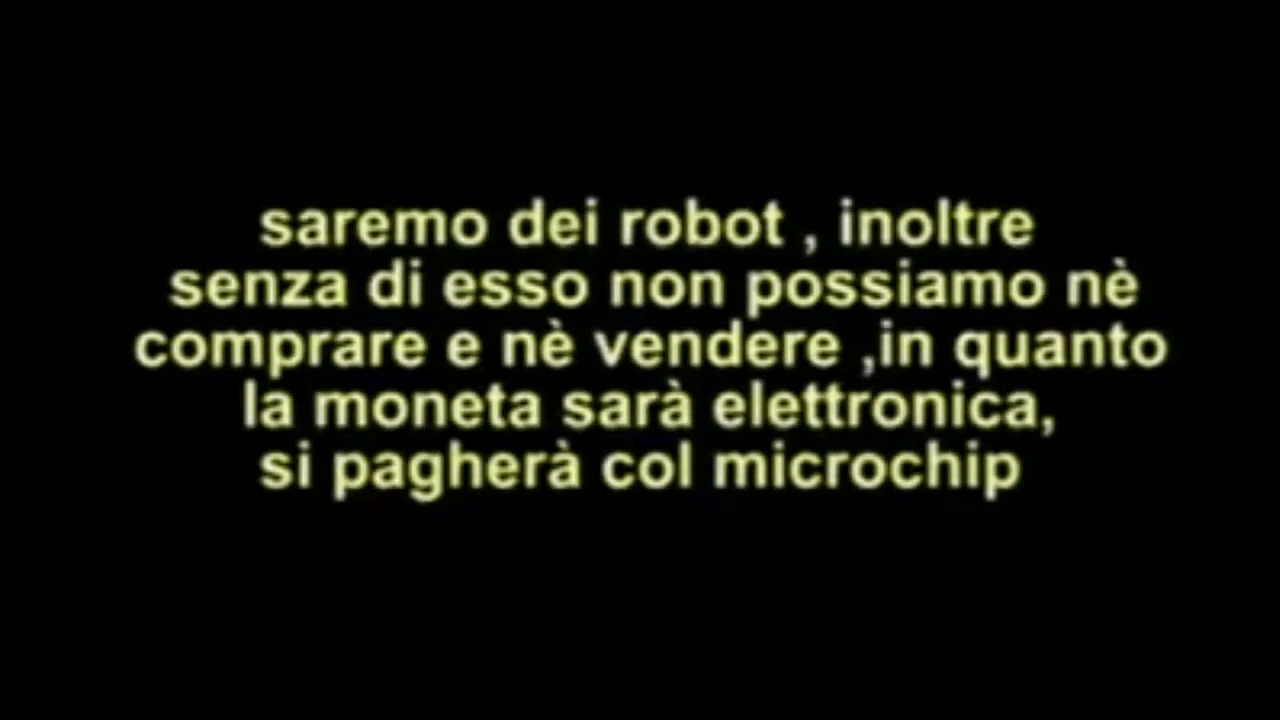 saremo dei robot , inoltre
senza di esso non possiamo nè
comprare e nè vendere ,in quanto
la moneta sarà elettronica,
si pagherà col microchip